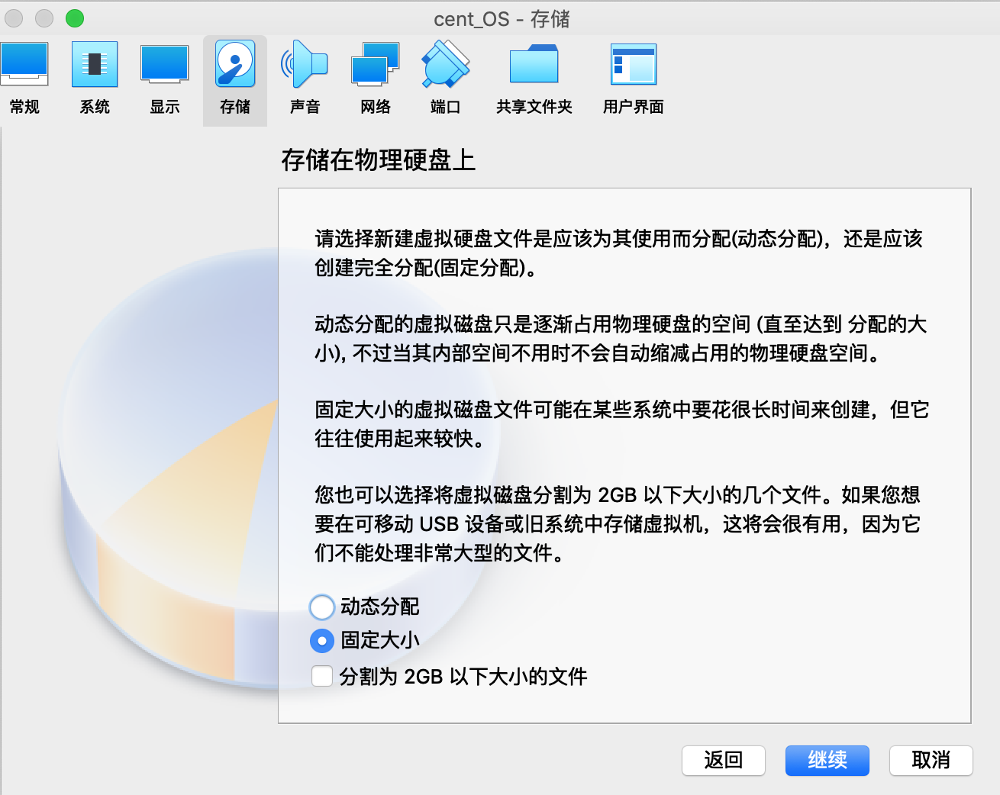 cent_OS - 存储
常规
系统
显示
存储
声音
网络
端口
共享文件夹
用户界面
存储在物理硬盘上
请选择新建虚拟硬盘文件是应该为其使用而分配(动态分配)，还是应该
创建完全分配(固定分配)。
动态分配的虚拟磁盘只是逐渐占用物理硬盘的空间 (直至达到 分配的大
小), 不过当其内部空间不用时不会自动缩减占用的物理硬盘空间。
固定大小的虚拟磁盘文件可能在某些系统中要花很长时间来创建，但它
往往使用起来较快。
您也可以选择将虚拟磁盘分割为 2GB 以下大小的几个文件。如果您想
要在可移动 USB 设备或旧系统中存储虚拟机，这将会很有用，因为它
们不能处理非常大型的文件。
动态分配
固定大小
分割为 2GB 以下大小的文件
返回
继续
取消